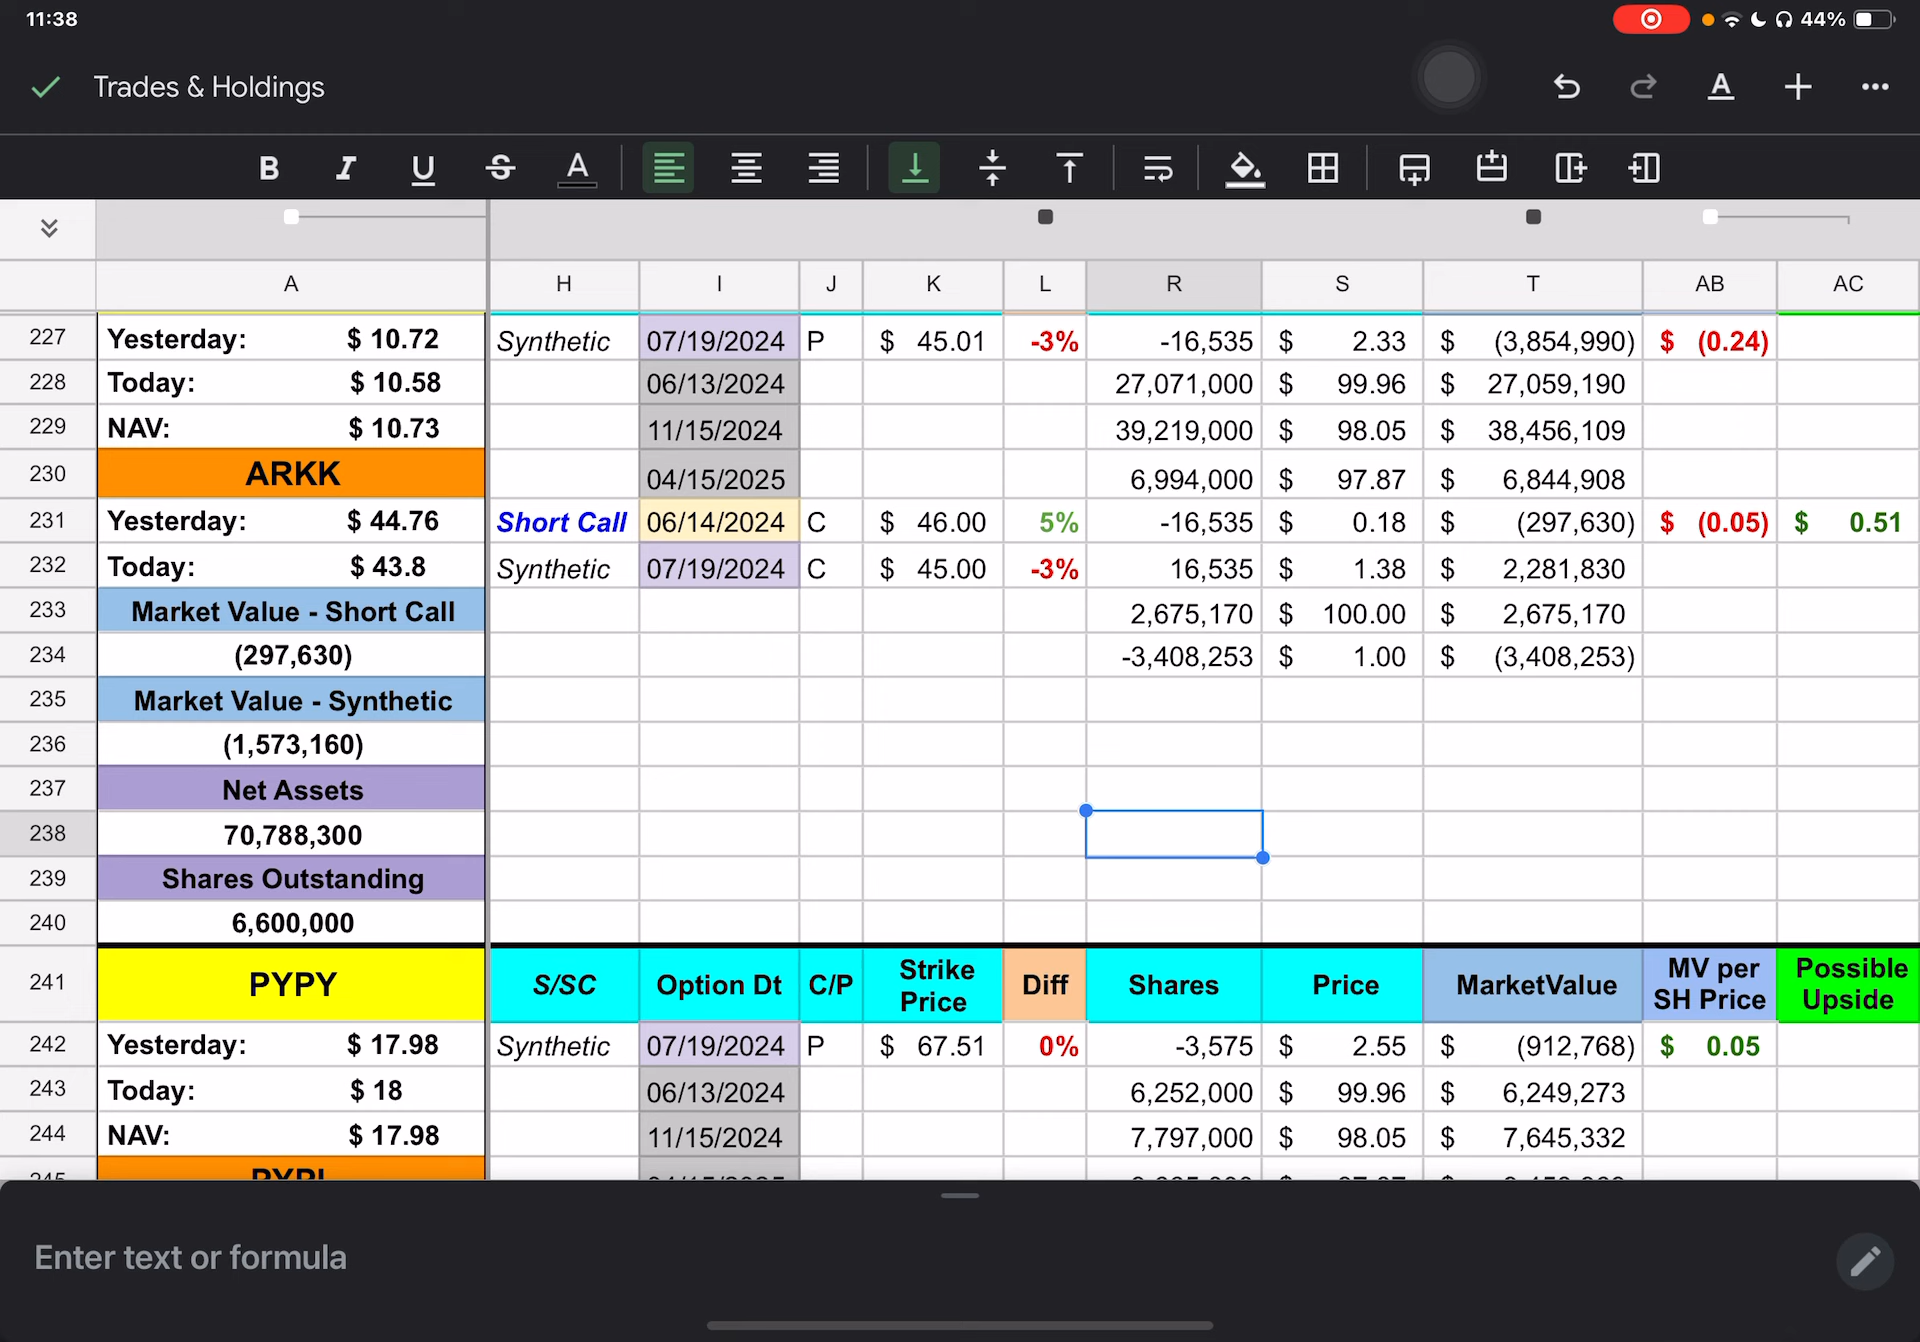 11:38
44%
Trades & Holdings
B I U S A
A H I J K L R S T AB AC
227 Yesterday: $ 10.72 Synthetic 07/19/2024 P $ 45.01 -3% -16,535 $ 2.33 $ (3,854,990) $ (0.24)
228 Today: $ 10.58 06/13/2024 27,071,000 $ 99.96 $ 27,059,190
229 NAV: $ 10.73 11/15/2024 39,219,000 $ 98.05 $ 38,456,109
230 ARKK 04/15/2025 6,994,000 $ 97.87 $ 6,844,908
231 Yesterday: $ 44.76 Short Call 06/14/2024 C $ 46.00 5% -16,535 $ 0.18 $ (297,630) $ (0.05) $ 0.51
232 Today: $ 43.8 Synthetic 07/19/2024 C $ 45.00 -3% 16,535 $ 1.38 $ 2,281,830
233 Market Value - Short Call 2,675,170 $ 100.00 $ 2,675,170
234 (297,630) -3,408,253 $ 1.00 $ (3,408,253)
235 Market Value - Synthetic
236 (1,573,160)
237 Net Assets
238 70,788,300
239 Shares Outstanding
240 6,600,000
241 PYPY S/SC Option Dt C/P Strike Price Diff Shares Price MarketValue MV per SH Price Possible Upside
242 Yesterday: $ 17.98 Synthetic 07/19/2024 P $ 67.51 0% -3,575 $ 2.55 $ (912,768) $ 0.05
243 Today: $ 18 06/13/2024 6,252,000 $ 99.96 $ 6,249,273
244 NAV: $ 17.98 11/15/2024 7,797,000 $ 98.05 $ 7,645,332
Enter text or formula